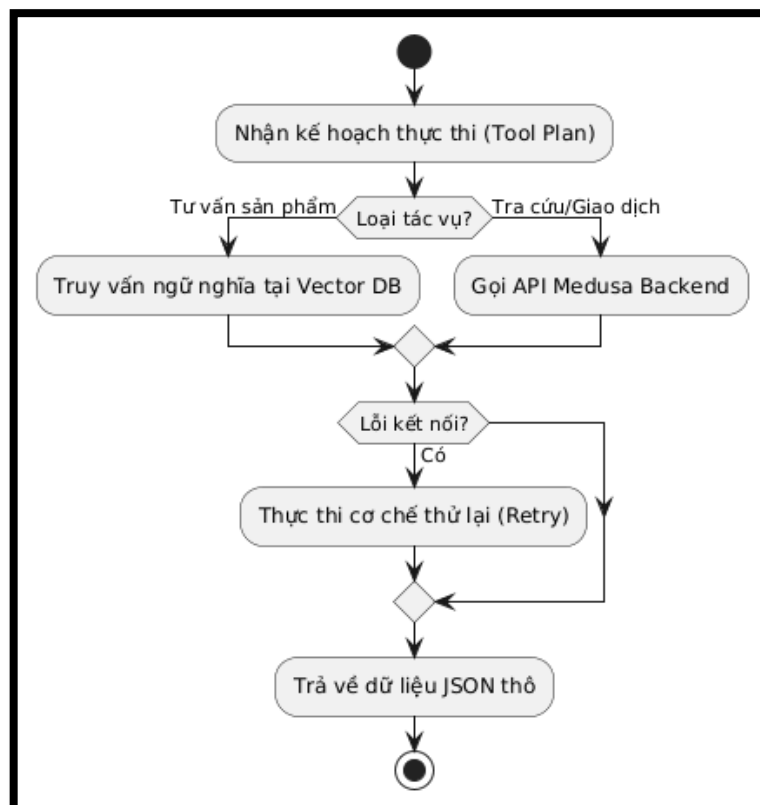 Nhận kế hoạch thực thi (Tool Plan)
Tư vấn sản phẩm
Loại tác vụ?
Tra cứu/Giao dịch
Truy vấn ngữ nghĩa tại Vector DB
Gọi API Medusa Backend
Lỗi kết nối?
Có
Thực thi cơ chế thử lại (Retry)
Trả về dữ liệu JSON thô